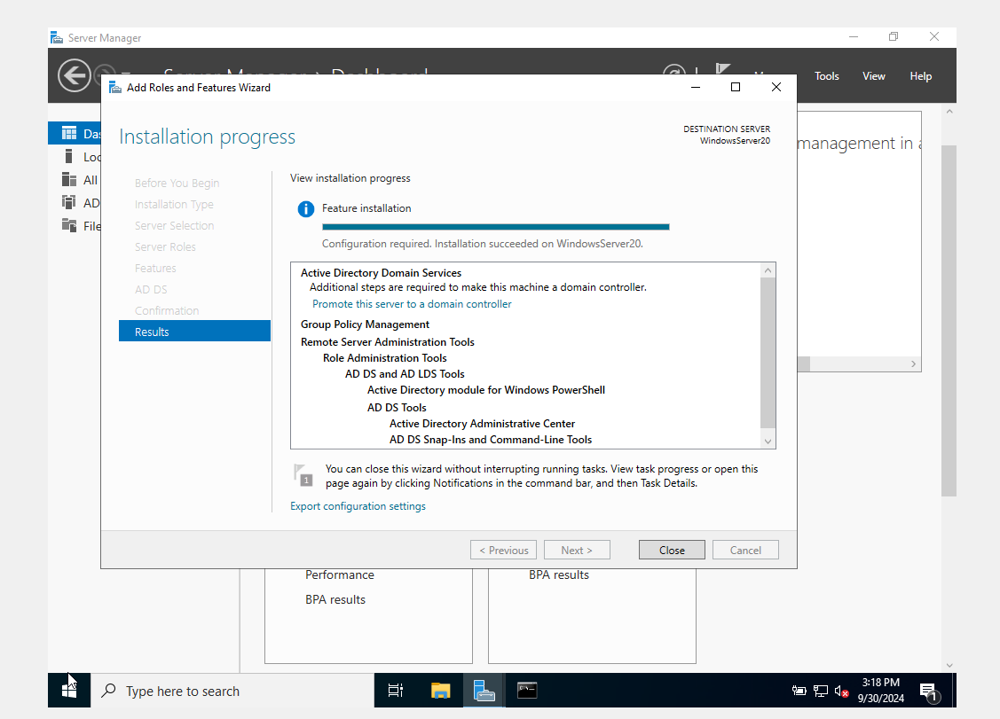 Server Manager
Tools View Help
Add Roles and Features Wizard
Installation progress
DESTINATION SERVER
WindowsServer20
management in
All
AD
File
Before You Begin
Installation Type
Server Selection
Server Roles
Features
AD DS
Confirmation
Results
View installation progress
Feature installation
Configuration required. Installation succeeded on WindowsServer20.
Active Directory Domain Services
Additional steps are required to make this machine a domain controller.
Promote this server to a domain controller
Group Policy Management
Remote Server Administration Tools
Role Administration Tools
AD DS and AD LDS Tools
Active Directory module for Windows PowerShell
AD DS Tools
Active Directory Administrative Center
AD DS Snap-Ins and Command-Line Tools
1
You can close this wizard without interrupting running tasks. View task progress or open this
page again by clicking Notifications in the command bar, and then Task Details.
Export configuration settings
< Previous Next > Close Cancel
Performance
BPA results
BPA results
Type here to search
3:18 PM
9/30/2024
1